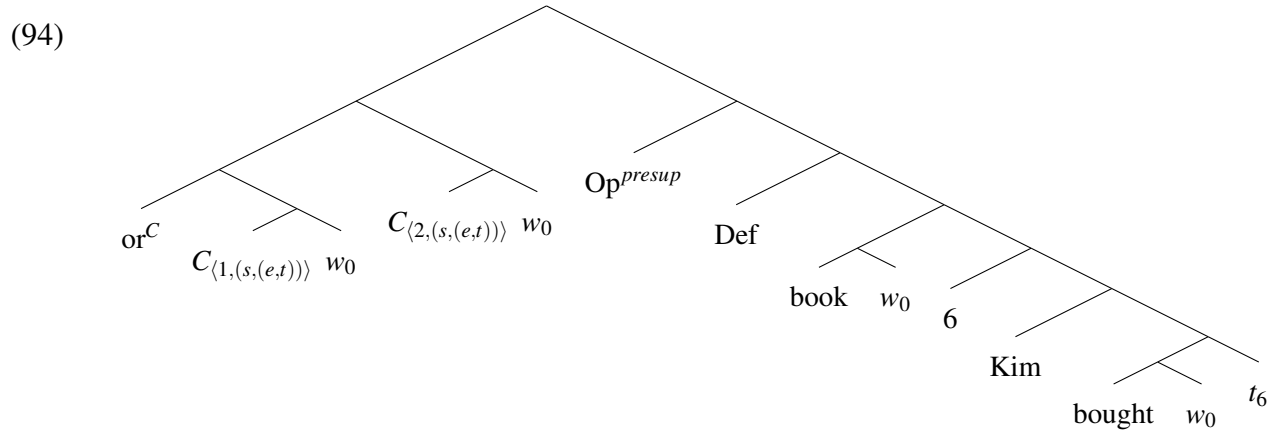 (94)
or^C
C_{⟨1,(s,(e,t))⟩} w_0
C_{⟨2,(s,(e,t))⟩} w_0
Op^{presup}
Def
book w_0
6
Kim
bought w_0
t_6